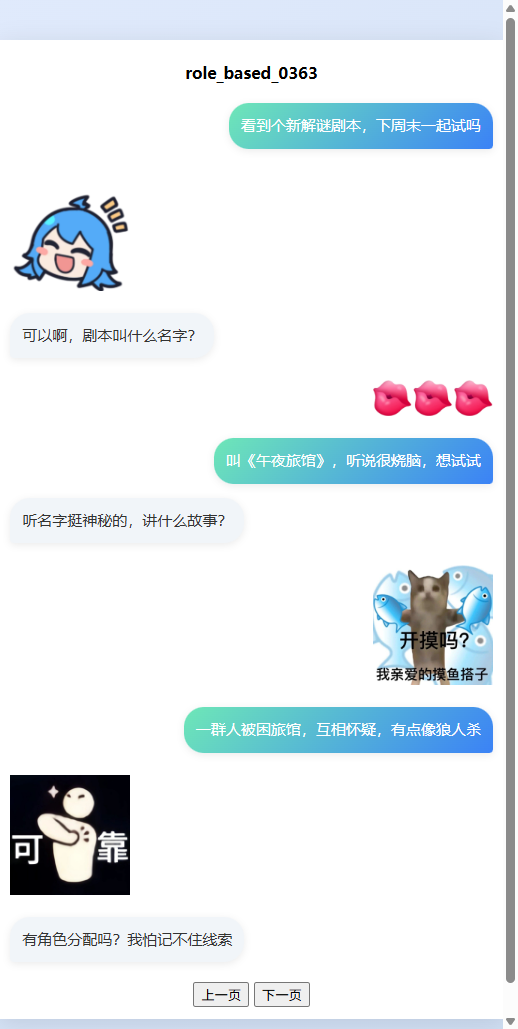 role_based_0363
看到个新解谜剧本，下周末一起试吗
可以啊，剧本叫什么名字？
叫《午夜旅馆》，听说很烧脑，想试试
听名字挺神秘的，讲什么故事？
开摸吗?
我亲爱的摸鱼搭子
一群人被困旅馆，互相怀疑，有点像狼人杀
可靠
有角色分配吗？我怕记不住线索
上一页 下一页